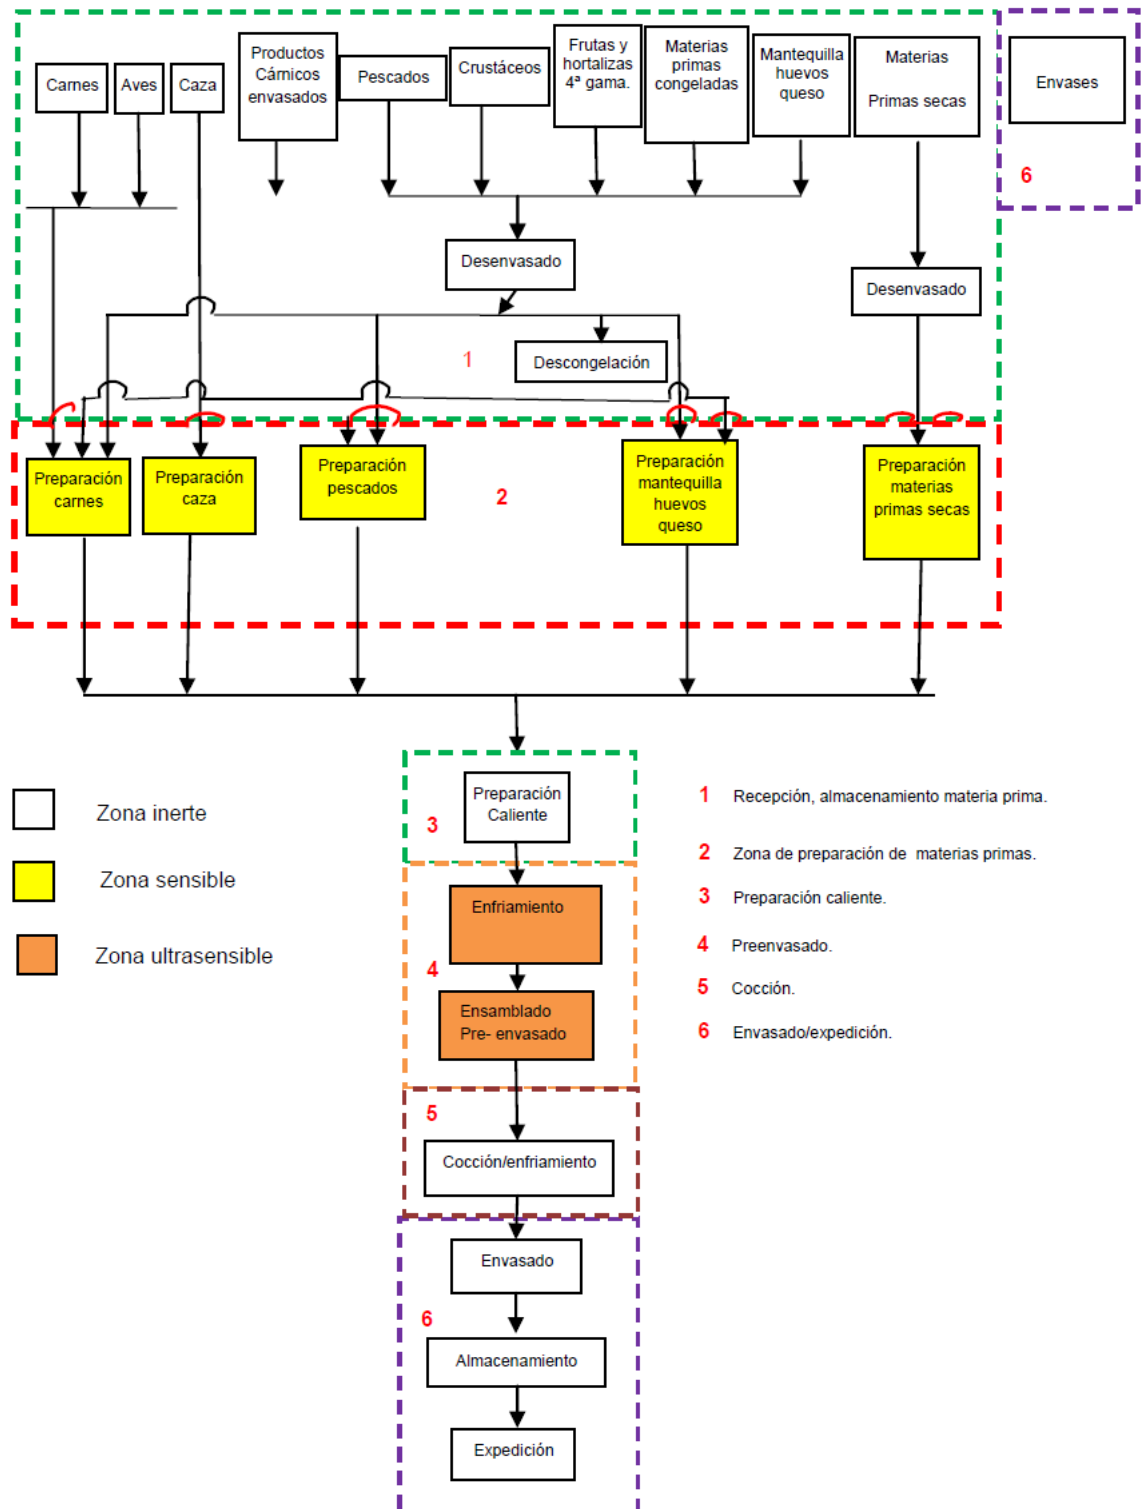 Carnes
Aves
Caza
Productos
Cárnicos
envasados
Pescados
Crustáceos
Frutas y
hortalizas
4ª gama.
Materias
primas
congeladas
Mantequilla
huevos
queso
Materias
Primas secas
Envases
6
Desenvasado
Desenvasado
1
Descongelación
Preparación
carnes
Preparación
caza
Preparación
pescados
2
Preparación
mantequilla
huevos
queso
Preparación
materias
primas secas
Zona inerte
Zona sensible
Zona ultrasensible
Preparación
Caliente
3
Enfriamiento
4
Ensamblado
Pre- envasado
5
Cocción/enfriamiento
Envasado
6
Almacenamiento
Expedición
1 Recepción, almacenamiento materia prima.
2 Zona de preparación de materias primas.
3 Preparación caliente.
4 Preenvasado.
5 Cocción.
6 Envasado/expedición.